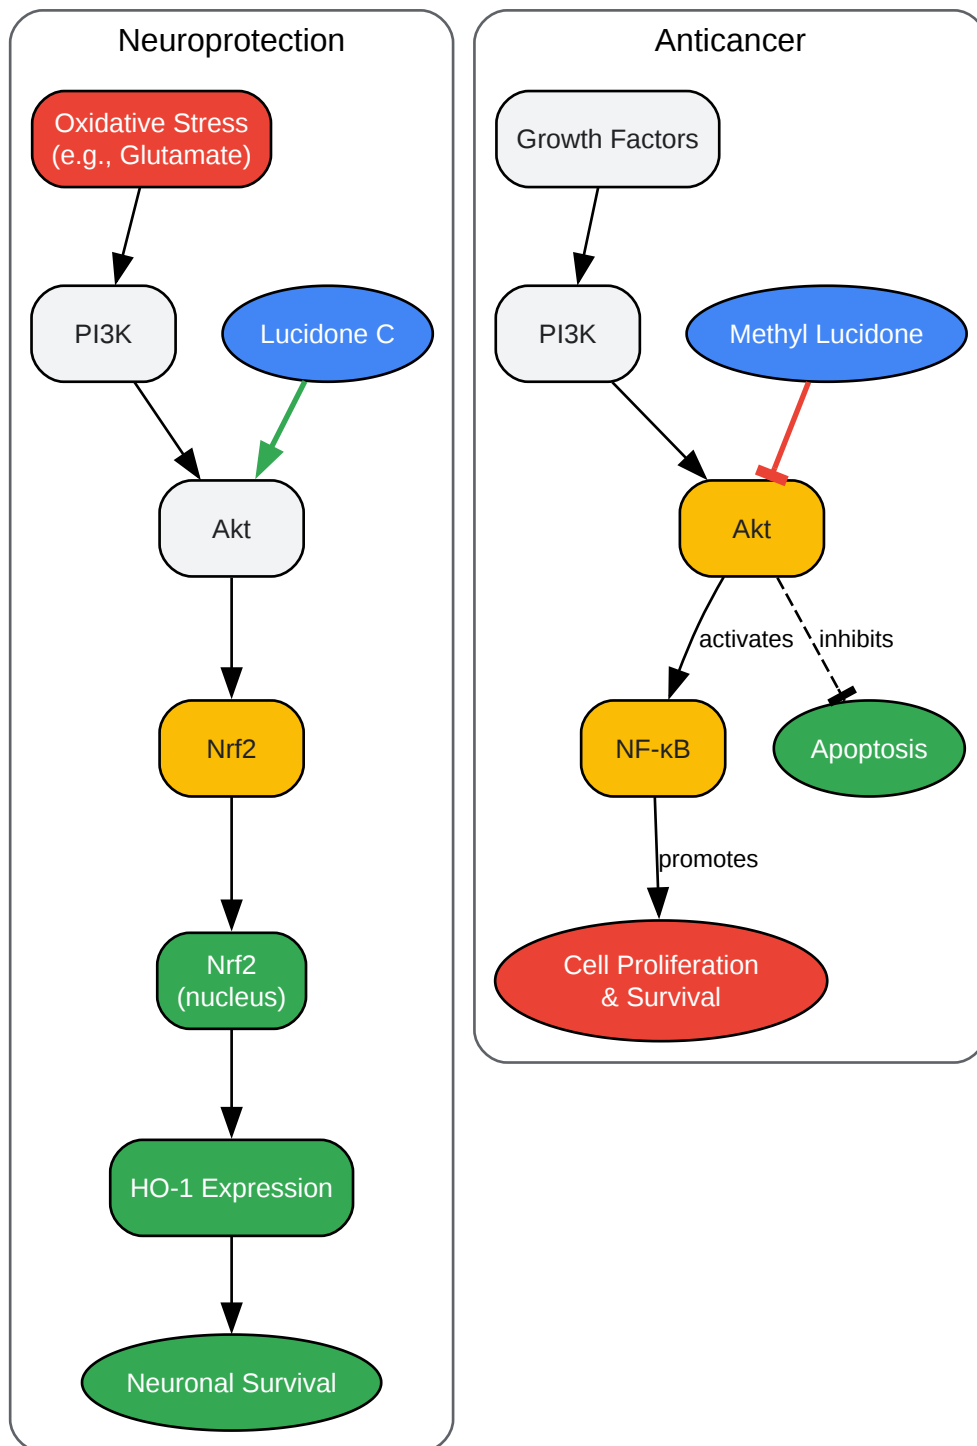 Neuroprotection
Oxidative Stress
(e.g., Glutamate)
PI3K
Lucidone C
Akt
Nrf2
Nrf2
(nucleus)
HO-1 Expression
Neuronal Survival
Anticancer
Growth Factors
PI3K
Methyl Lucidone
Akt
activates
inhibits
NF-κB
Apoptosis
promotes
Cell Proliferation
& Survival